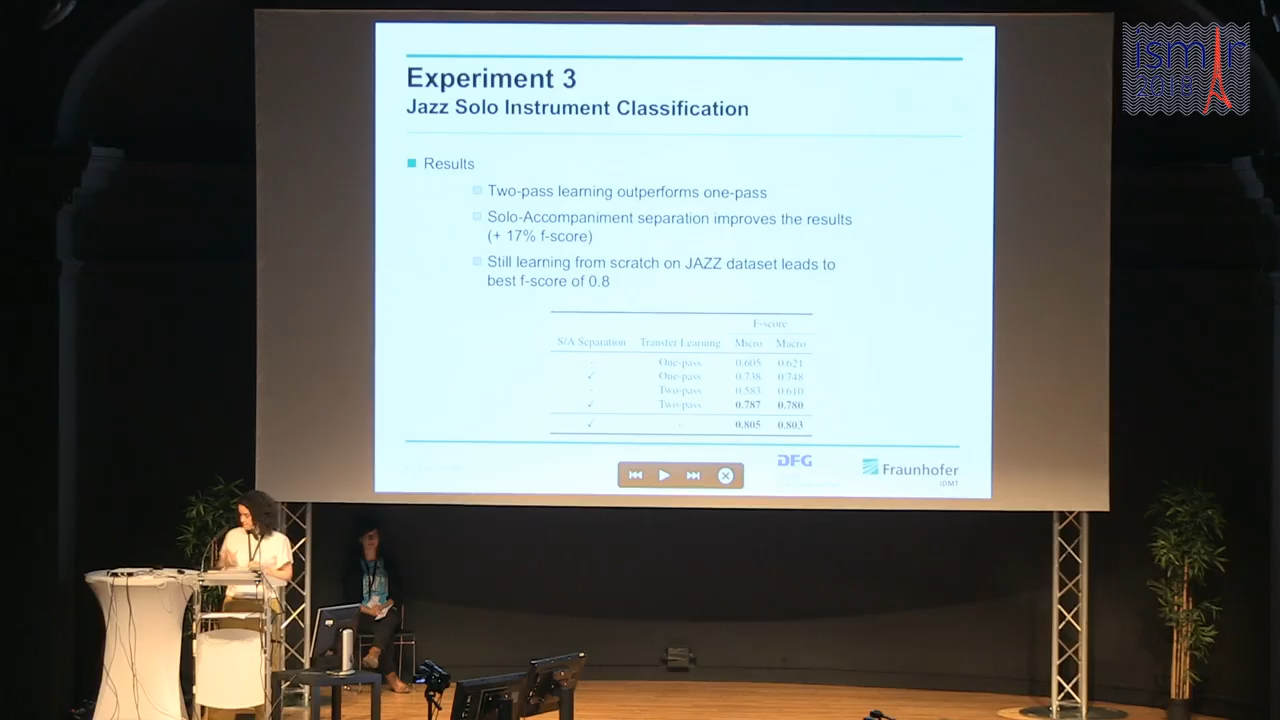 ismir
2018
Experiment 3
Jazz Solo Instrument Classification
Results
Two-pass learning outperforms one-pass
Solo-Accompaniment separation improves the results
(+ 17% f-score)
Still learning from scratch on JAZZ dataset leads to
best f-score of 0.8
F-score
S/A Separation Transfer Learning Micro Macro
- One-pass 0.605 0.621
✓ One-pass 0.738 0.748
- Two-pass 0.583 0.610
✓ Two-pass 0.787 0.780
✓ - 0.805 0.803
DFG
Fraunhofer
IDMT